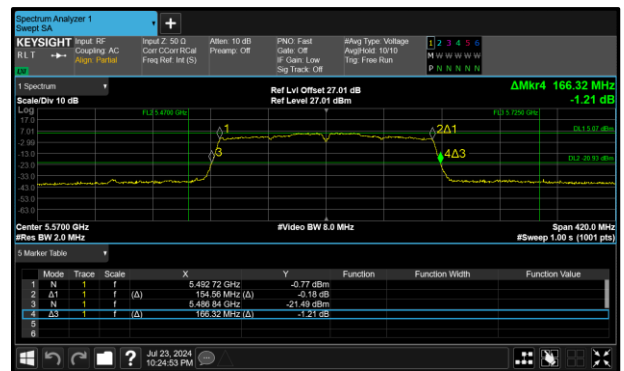 Spectrum Analyzer 1
Swept SA
+
KEYSIGHT Input: RF Input Z: 50 Ω Atten: 10 dB PNO: Fast #Avg Type: Voltage 1 2 3 4 5 6
RLT Coupling: AC Corr CCorr RCal Preamp: Off Gate: Off Avg|Hold: 10/10 M W W W W W
Align: Partial Freq Ref: Int (S) IF Gain: Low Trig: Free Run P N N N N N
LXI Sig Track: Off
1 Spectrum Ref Lvl Offset 27.01 dB ΔMkr4 166.32 MHz
Scale/Div 10 dB Ref Level 27.01 dBm -1.21 dB
Log FL2 5.4700 GHz FL3 5.7250 GHz
17.0
7.01 1 2Δ1 DL1 5.07 dBm
-2.99
-13.0 3 4Δ3 DL2 -20.93 dBm
-23.0
-33.0
-43.0
-53.0
-63.0
Center 5.5700 GHz #Video BW 8.0 MHz Span 420.0 MHz
#Res BW 2.0 MHz #Sweep 1.00 s (1001 pts)
5 Marker Table
Mode Trace Scale X Y Function Function Width Function Value
1 N 1 f 5.492 72 GHz -0.77 dBm
2 Δ1 1 f (Δ) 154.56 MHz (Δ) -0.18 dB
3 N 1 f 5.486 84 GHz -21.49 dBm
4 Δ3 1 f (Δ) 166.32 MHz (Δ) -1.21 dB
5
6
? Jul 23, 2024
10:24:53 PM